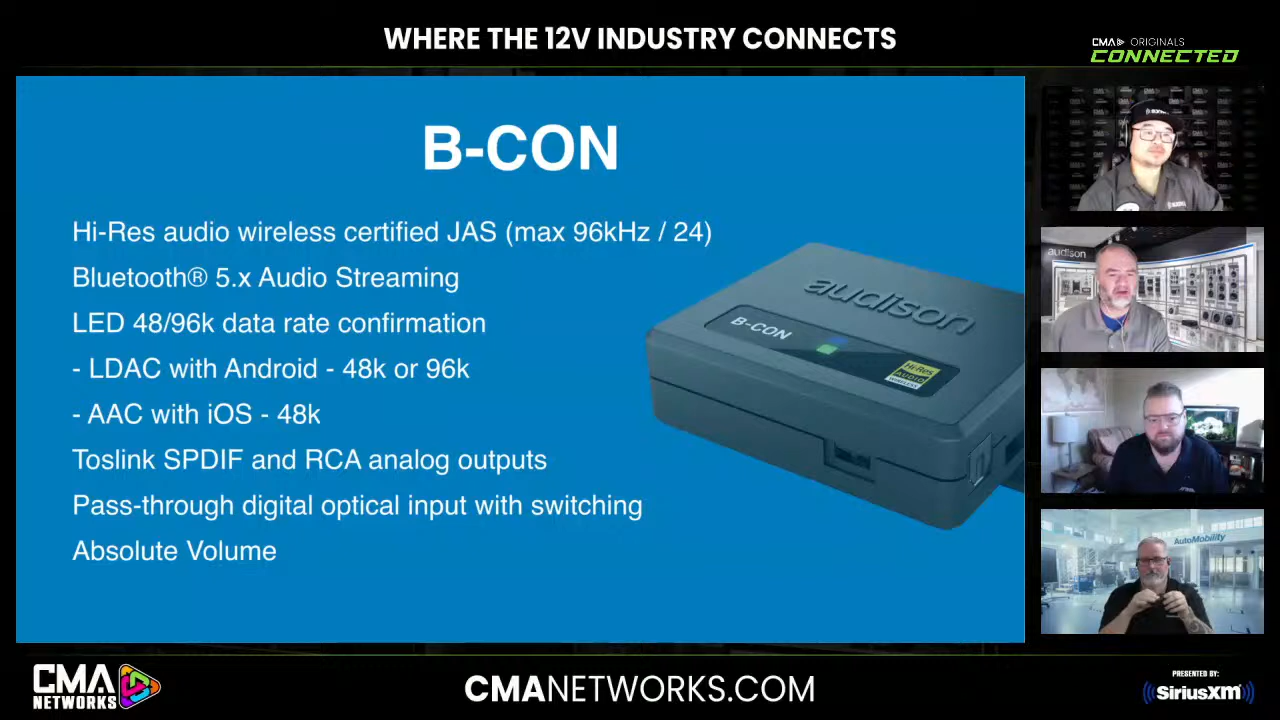 WHERE THE 12V INDUSTRY CONNECTS
CMA ORIGINALS
CONNECTED
B-CON
Hi-Res audio wireless certified JAS (max 96kHz / 24)
Bluetooth® 5.x Audio Streaming
LED 48/96k data rate confirmation
- LDAC with Android - 48k or 96k
- AAC with iOS - 48k
Toslink SPDIF and RCA analog outputs
Pass-through digital optical input with switching
Absolute Volume
audison
B-CON
Hi-Res
AUDIO
WIRELESS
audison
AutoMobility
CMA
NETWORKS
CMANETWORKS.COM
PRESENTED BY:
SiriusXM